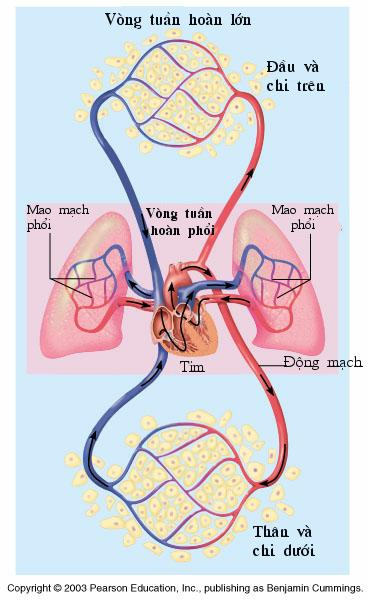 Vòng tuần hoàn lớn
Đầu và
chi trên
Mao mạch
phổi
Vòng tuần
hoàn phổi
Mao mạch
phổi
Tim
Động mạch
Thân và
chi dưới
Copyright © 2003 Pearson Education, Inc., publishing as Benjamin Cummings.